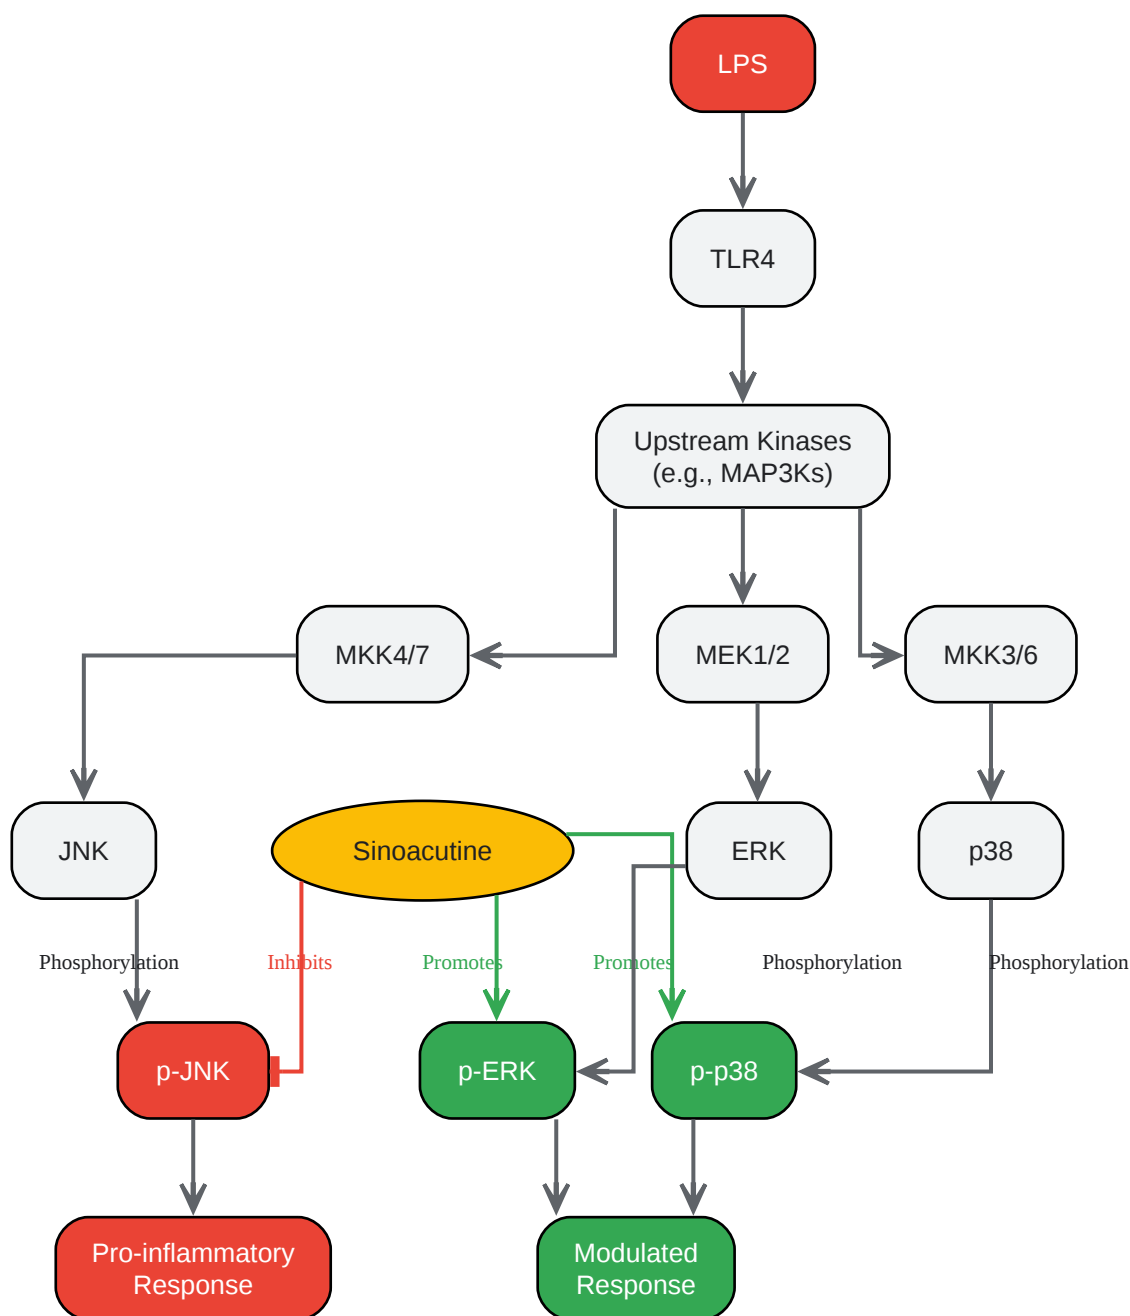 LPS
TLR4
Upstream Kinases
(e.g., MAP3Ks)
MKK4/7
MEK1/2
MKK3/6
JNK
Sinoacutine
ERK
p38
Phosphorylation
Inhibits
Promotes
Promotes
Phosphorylation
Phosphorylation
p-JNK
p-ERK
p-p38
Pro-inflammatory
Response
Modulated
Response